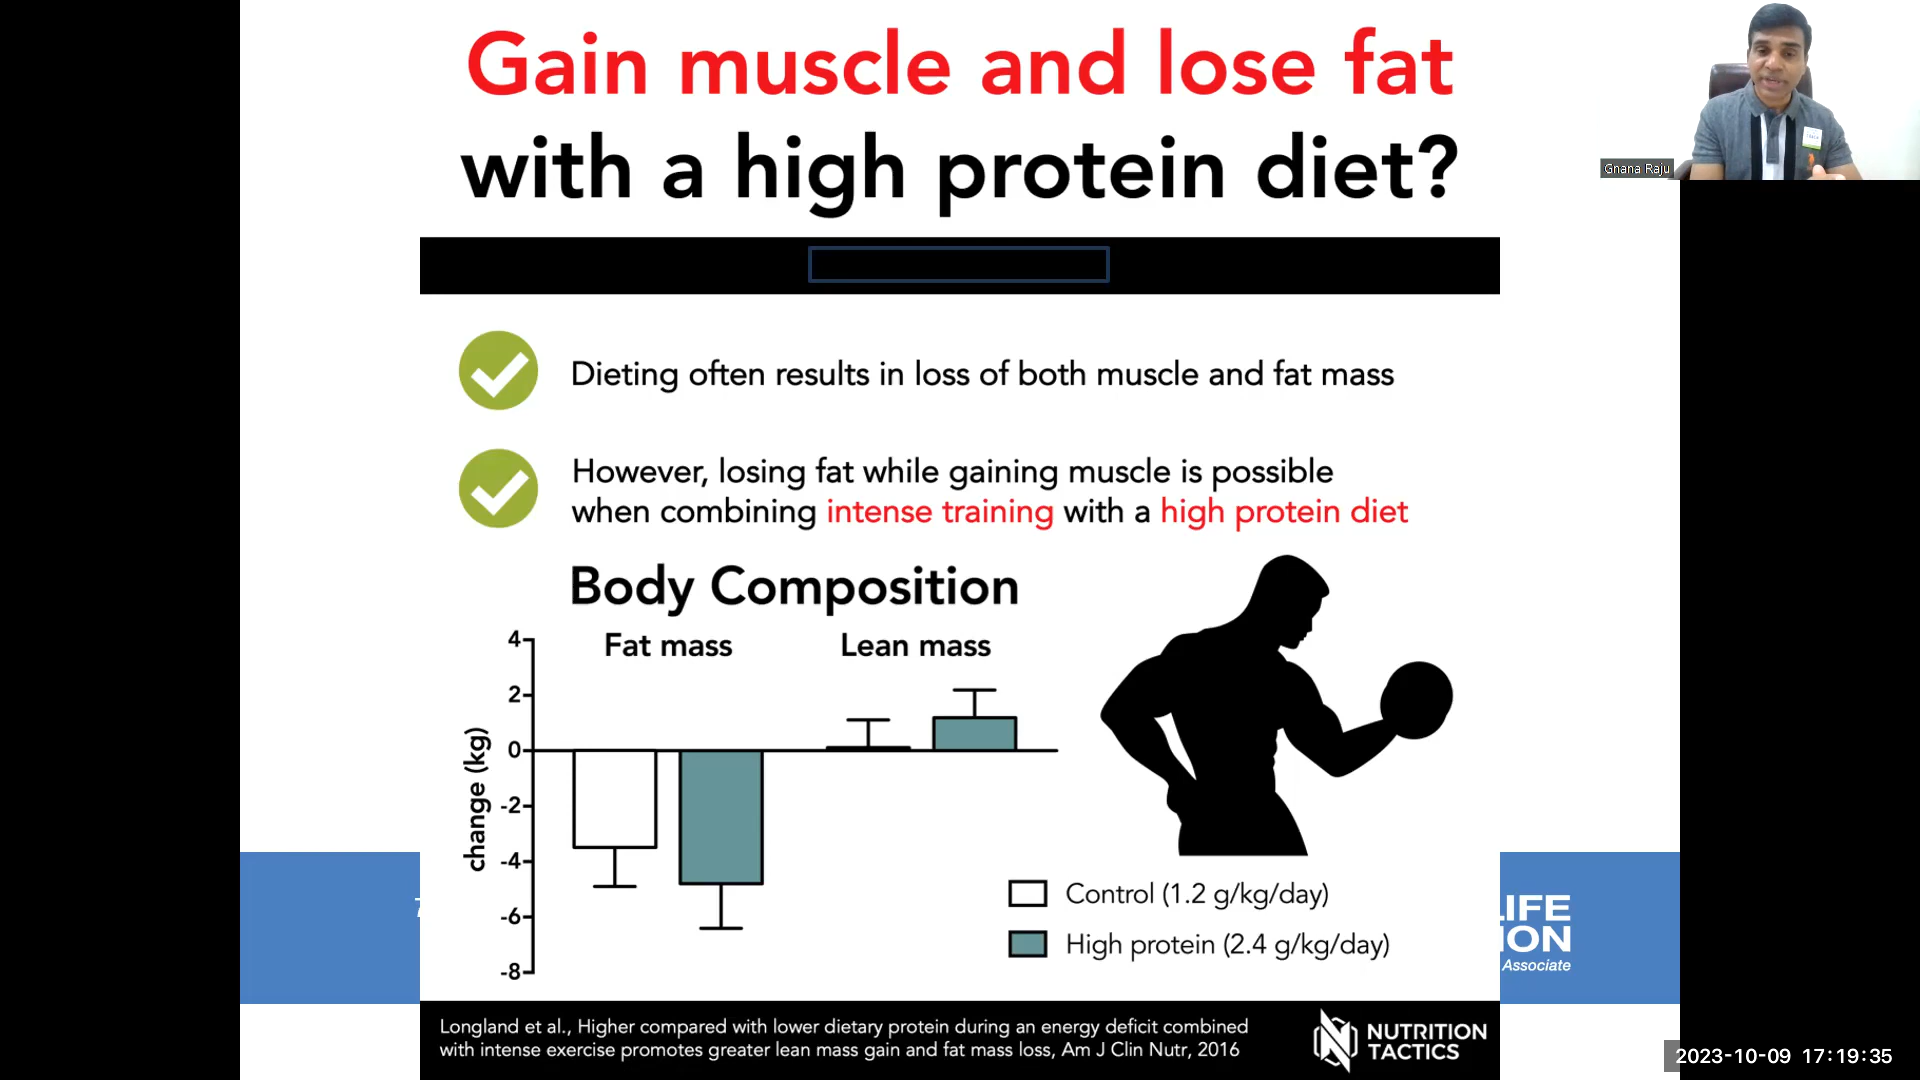 Gain muscle and lose fat
with a high protein diet?
Gnana Raju
Dieting often results in loss of both muscle and fat mass
However, losing fat while gaining muscle is possible
when combining intense training with a high protein diet
Body Composition
Fat mass
Lean mass
change (kg)
4
2
0
-2
-4
-6
-8
Control (1.2 g/kg/day)
High protein (2.4 g/kg/day)
LIFE
ION
Associate
Longland et al., Higher compared with lower dietary protein during an energy deficit combined
with intense exercise promotes greater lean mass gain and fat mass loss, Am J Clin Nutr, 2016
NUTRITION
TACTICS
2023-10-09 17:19:35